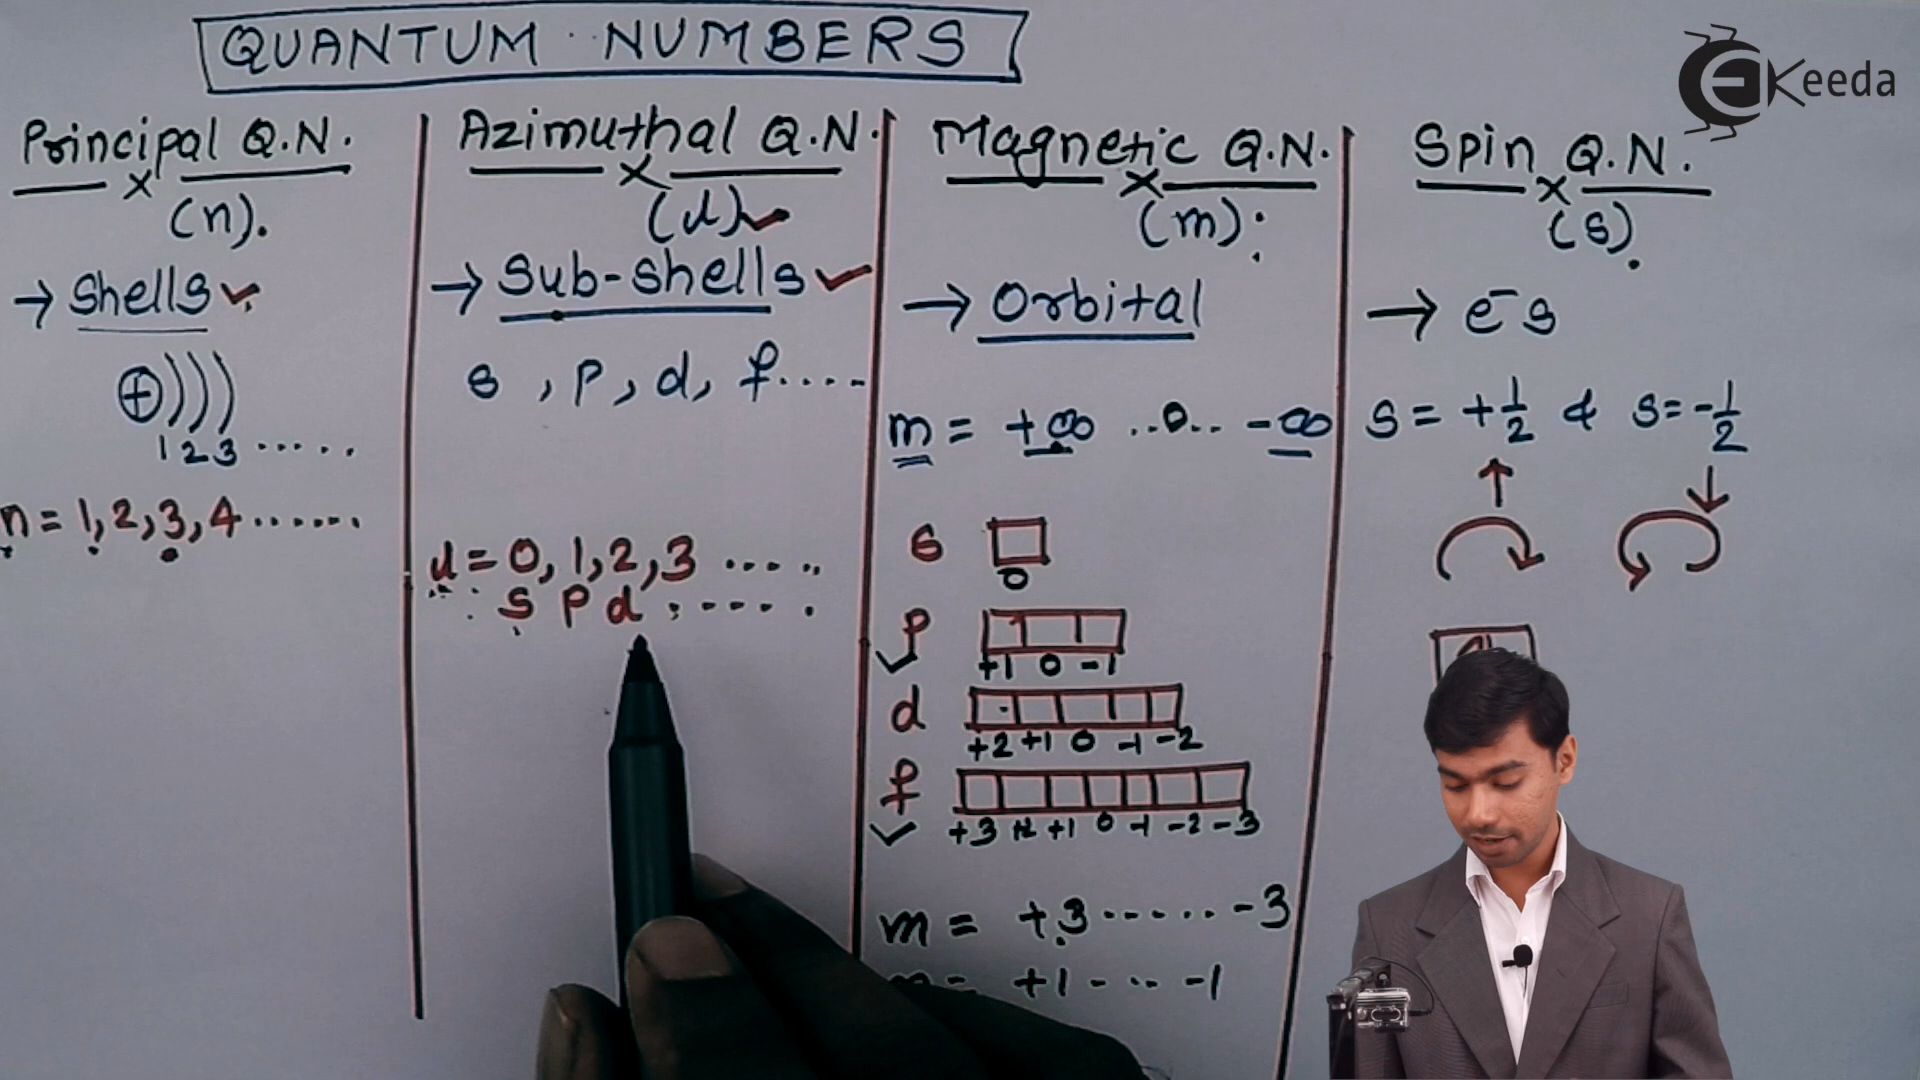 QUANTUM NUMBERS
EKeeda
Principal Q.N.
(n).
→ Shells ✓
+
1 2 3 .....
n = 1, 2, 3, 4 ......
Azimuthal Q.N.
(l) ✓
→ Sub-shells ✓
s , p, d, f.....
l = 0, 1, 2, 3 .....
s p d .....
Magnetic Q.N.
(m):
→ Orbital
m = +∞ ..0.. -∞
s
0
p
+1 0 -1
✓
d
+2 +1 0 -1 -2
f
✓ +3 +2 +1 0 -1 -2 -3
m = +3 ...... -3
m = +1 - .. -1
Spin Q.N.
(s).
→ e⁻s
s = +1/2 & s = -1/2
↑ ↓